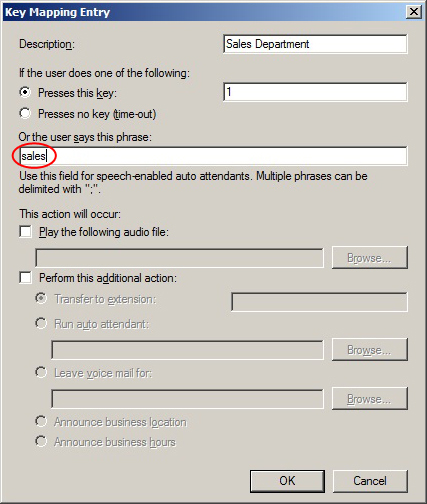 Key Mapping Entry
Description: Sales Department
If the user does one of the following:
Presses this key: 1
Presses no key (time-out)
Or the user says this phrase:
sales
Use this field for speech-enabled auto attendants. Multiple phrases can be
delimited with ";".
This action will occur:
Play the following audio file:
Browse...
Perform this additional action:
Transfer to extension:
Run auto attendant:
Browse...
Leave voice mail for:
Browse...
Announce business location
Announce business hours
OK Cancel